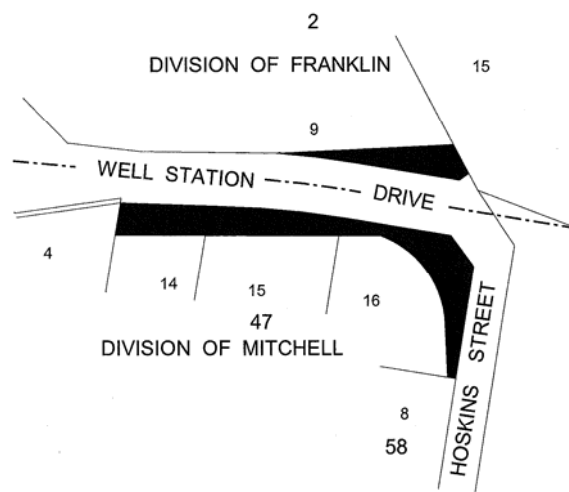 2
DIVISION OF FRANKLIN
15
9
WELL STATION DRIVE
4
14
15
16
47
DIVISION OF MITCHELL
HOSKINS STREET
8
58